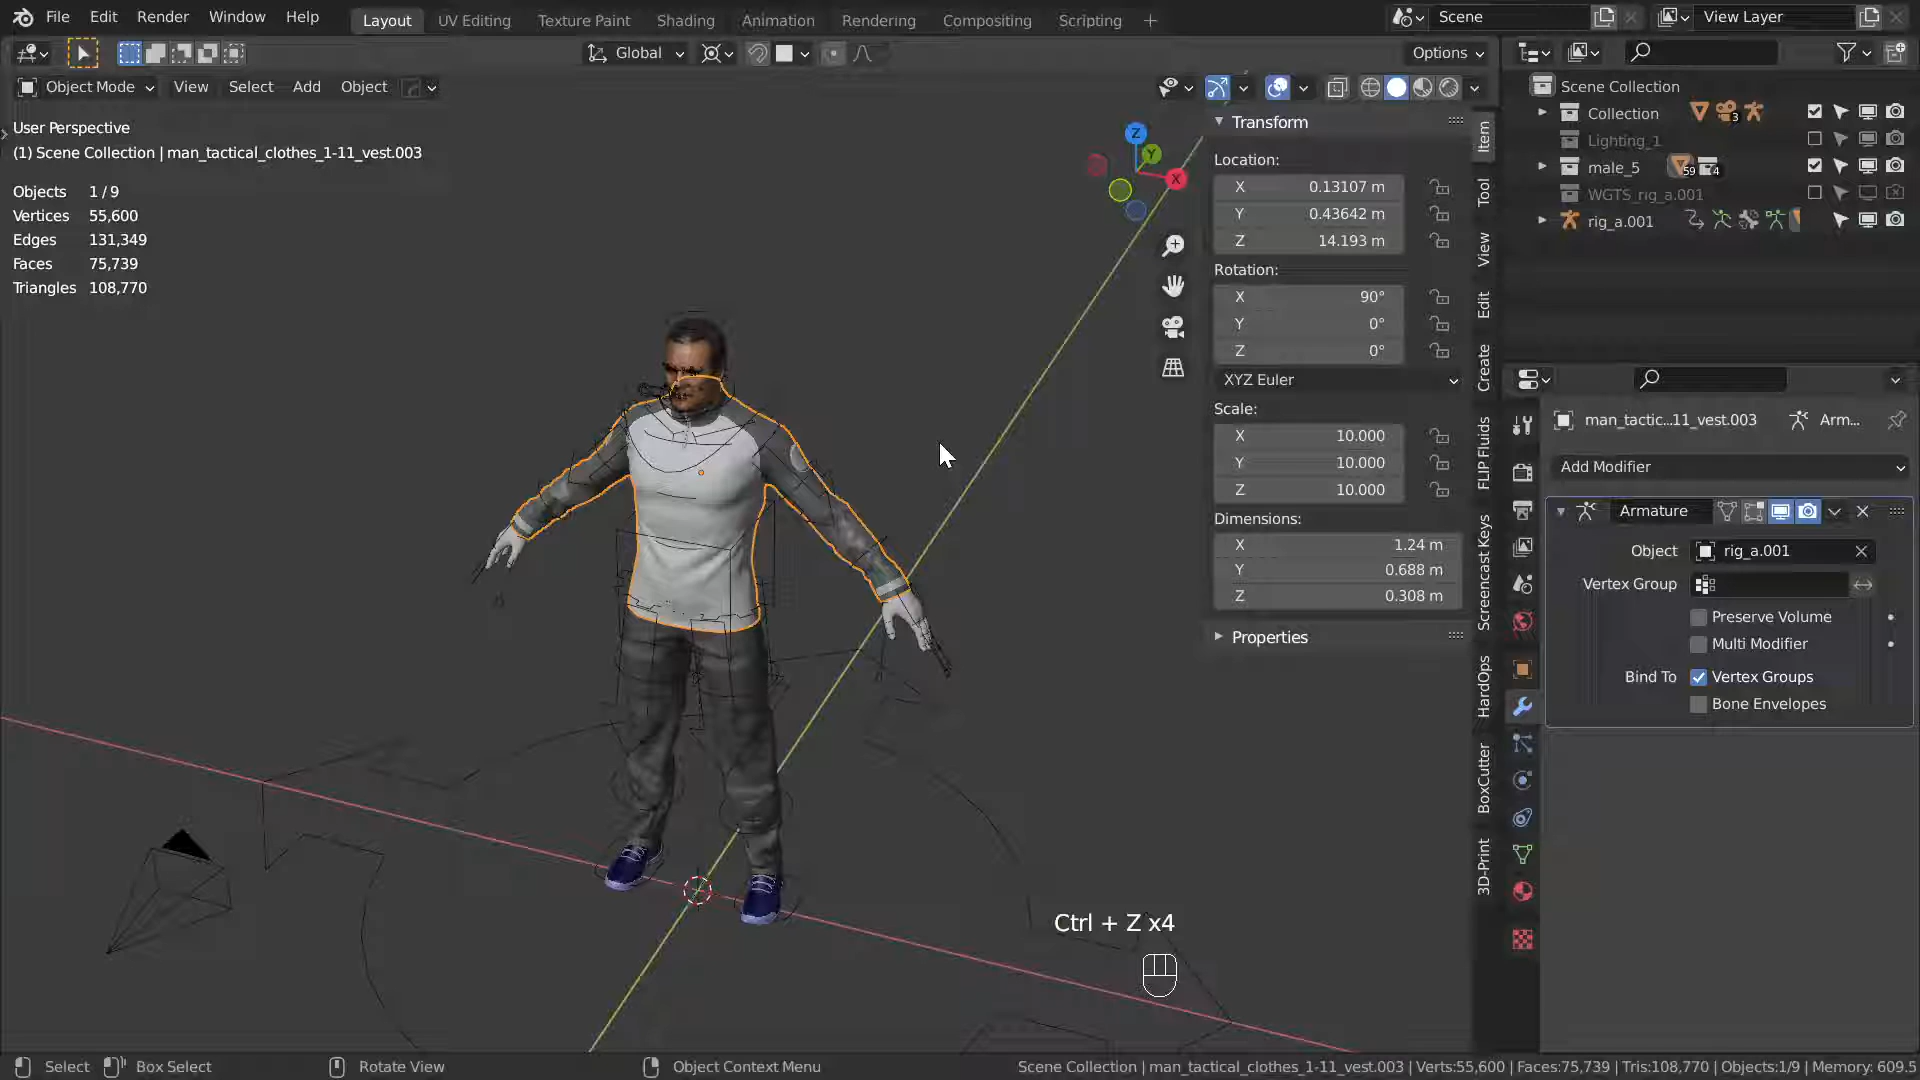 File Edit Render Window Help Layout UV Editing Texture Paint Shading Animation Rendering Compositing Scripting Scene View Layer
Global Options
Object Mode View Select Add Object
User Perspective
(1) Scene Collection | man_tactical_clothes_1-11_vest.003
Objects 1 / 9
Vertices 55,600
Edges 131,349
Faces 75,739
Triangles 108,770
Z
Y
X
Transform
Location:
X 0.13107 m
Y 0.43642 m
Z 14.193 m
Rotation:
X 90°
Y 0°
Z 0°
XYZ Euler
Scale:
X 10.000
Y 10.000
Z 10.000
Dimensions:
X 1.24 m
Y 0.688 m
Z 0.308 m
Properties
Item
Tool
View
Edit
Create
FLIP Fluids
Screencast Keys
HardOps
BoxCutter
3D-Print
Scene Collection
Collection 3
Lighting_1
male_5 59 4
WGTS_rig_a.001
rig_a.001
man_tactic...11_vest.003 Arm...
Add Modifier
Armature
Object rig_a.001
Vertex Group
Preserve Volume
Multi Modifier
Bind To Vertex Groups
Bone Envelopes
Ctrl + Z x4
Select Box Select Rotate View Object Context Menu Scene Collection | man_tactical_clothes_1-11_vest.003 | Verts:55,600 | Faces:75,739 | Tris:108,770 | Objects:1/9 | Memory: 609.5